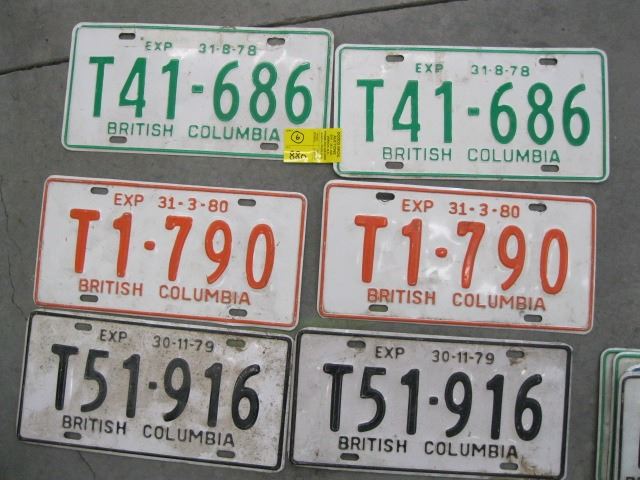 EXP 31-8-78
T41-686
BRITISH COLUMBIA
EXP 31-8-78
T41-686
BRITISH COLUMBIA
EXP 31-3-80
T1-790
BRITISH COLUMBIA
EXP 31-3-80
T1-790
BRITISH COLUMBIA
EXP 30-11-79
T51-916
BRITISH COLUMBIA
EXP 30-11-79
T51-916
BRITISH COLUMBIA